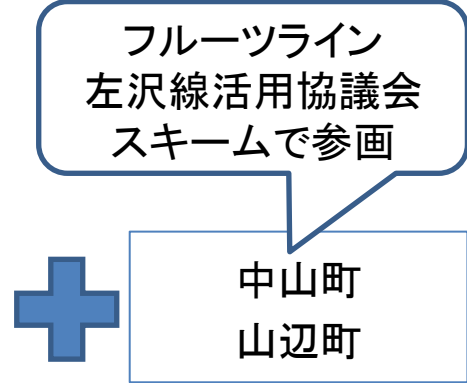 フルーツライン
左沢線活用協議会
スキームで参画
中山町
山辺町